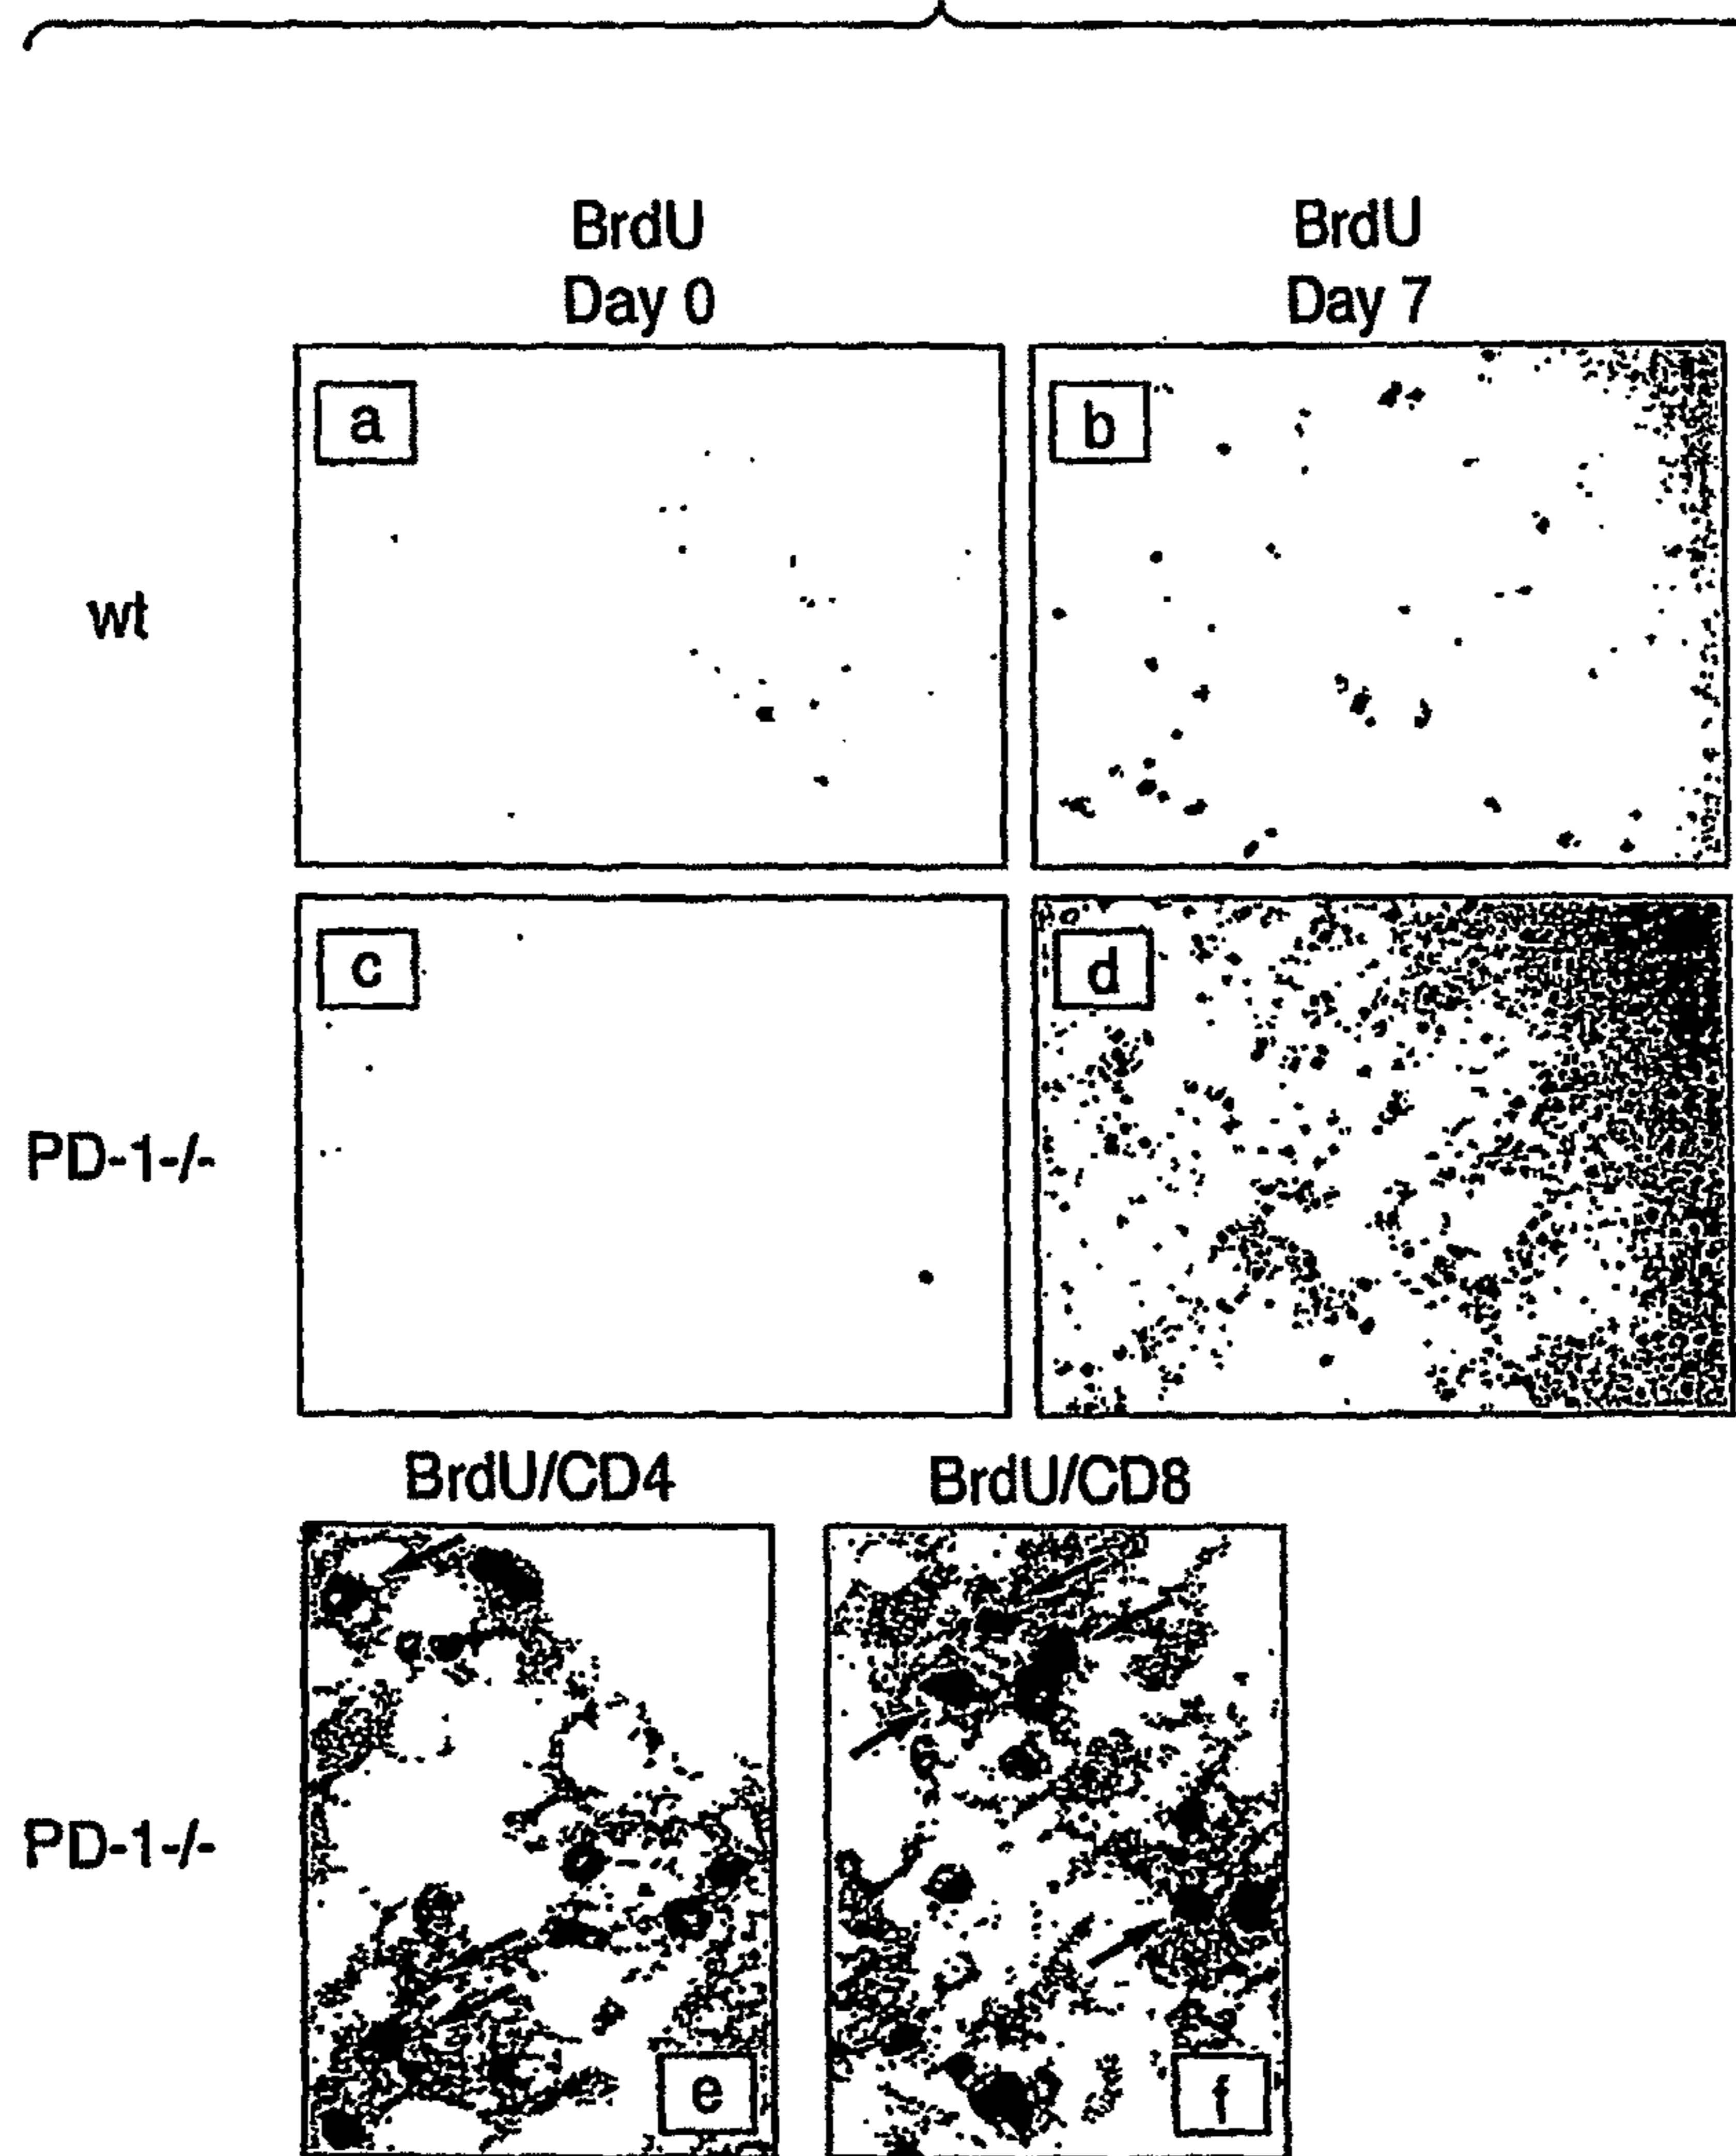 BrdU
Day 0
BrdU
Day 7
wt
a
b
PD-1-/-
c
d
BrdU/CD4
BrdU/CD8
PD-1-/-
e
f